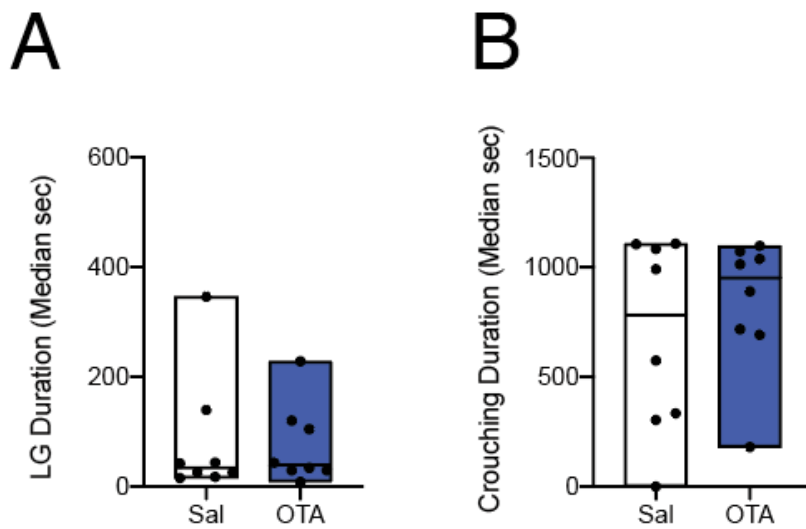 A
LG Duration (Median sec)
600
400
200
0
Sal OTA
B
Crouching Duration (Median sec)
1500
1000
500
0
Sal OTA